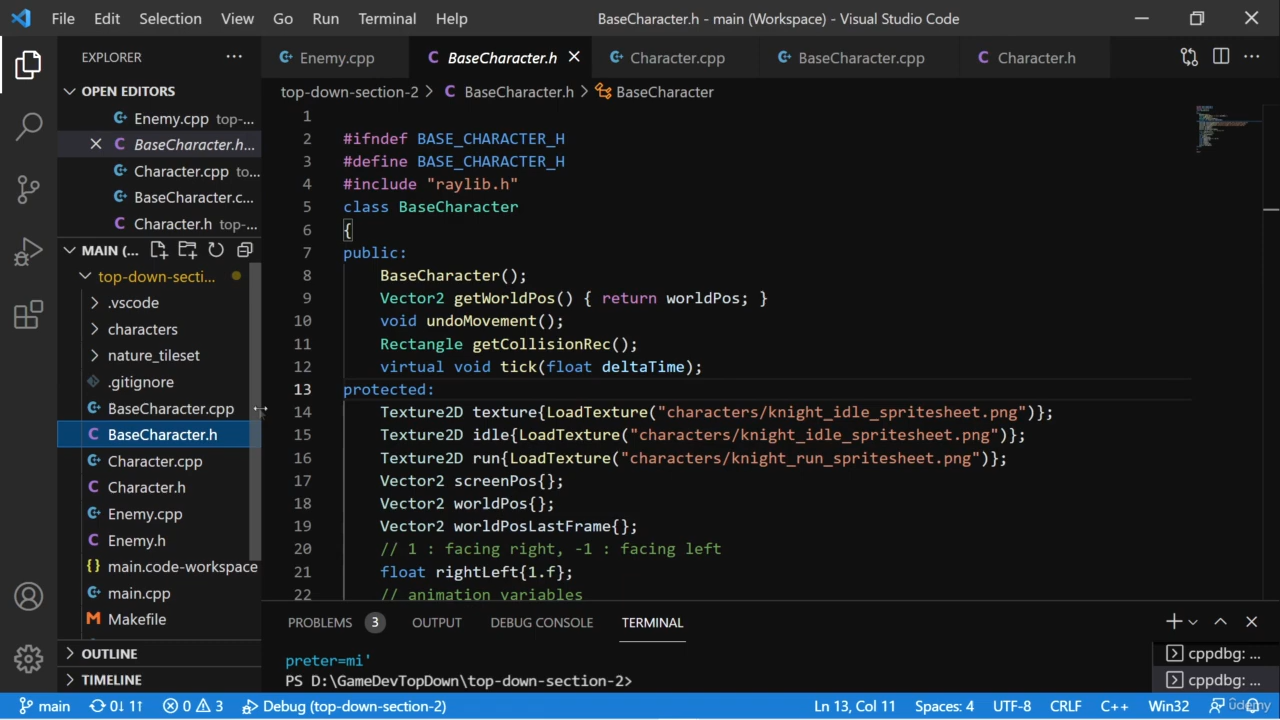 File Edit Selection View Go Run Terminal Help BaseCharacter.h - main (Workspace) - Visual Studio Code
EXPLORER ···
Enemy.cpp BaseCharacter.h Character.cpp BaseCharacter.cpp Character.h
OPEN EDITORS
Enemy.cpp top-...
BaseCharacter.h...
Character.cpp to...
BaseCharacter.c...
Character.h top-...
MAIN (...
top-down-secti...
.vscode
characters
nature_tileset
.gitignore
BaseCharacter.cpp
BaseCharacter.h
Character.cpp
Character.h
Enemy.cpp
Enemy.h
{} main.code-workspace
main.cpp
Makefile
OUTLINE
TIMELINE
top-down-section-2 > C BaseCharacter.h > BaseCharacter
1
2 #ifndef BASE_CHARACTER_H
3 #define BASE_CHARACTER_H
4 #include "raylib.h"
5 class BaseCharacter
6 {
7 public:
8 BaseCharacter();
9 Vector2 getWorldPos() { return worldPos; }
10 void undoMovement();
11 Rectangle getCollisionRec();
12 virtual void tick(float deltaTime);
13 protected:
14 Texture2D texture{LoadTexture("characters/knight_idle_spritesheet.png")};
15 Texture2D idle{LoadTexture("characters/knight_idle_spritesheet.png")};
16 Texture2D run{LoadTexture("characters/knight_run_spritesheet.png")};
17 Vector2 screenPos{};
18 Vector2 worldPos{};
19 Vector2 worldPosLastFrame{};
20 // 1 : facing right, -1 : facing left
21 float rightLeft{1.f};
22 // animation variables
PROBLEMS 3 OUTPUT DEBUG CONSOLE TERMINAL
preter=mi'
PS D:\GameDevTopDown\top-down-section-2>
cppdbg: ...
cppdbg: ...
main 0↓ 1↑ 0 3 Debug (top-down-section-2) Ln 13, Col 11 Spaces: 4 UTF-8 CRLF C++ Win32
udemy